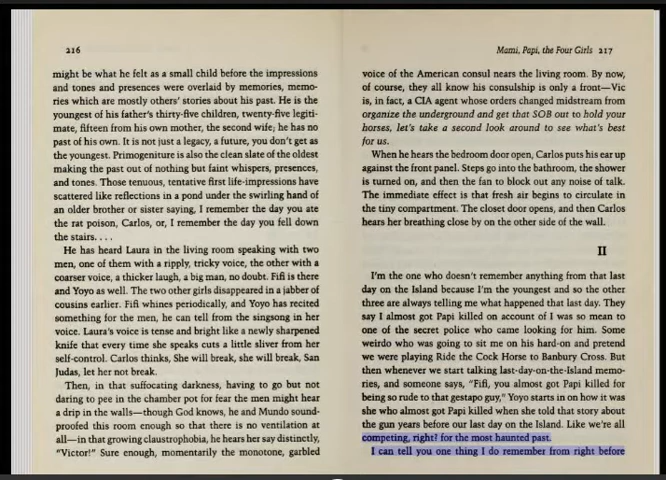 216
might be what he felt as a small child before the impressions
and tones and presences were overlaid by memories, memo-
ries which are mostly others' stories about his past. He is the
youngest of his father's thirty-five children, twenty-five legiti-
mate, fifteen from his own mother, the second wife; he has no
past of his own. It is not just a legacy, a future, you don't get as
the youngest. Primogeniture is also the clean slate of the oldest
making the past out of nothing but faint whispers, presences,
and tones. Those tenuous, tentative first life-impressions have
scattered like reflections in a pond under the swirling hand of
an older brother or sister saying, I remember the day you ate
the rat poison, Carlos, or, I remember the day you fell down
the stairs. . . .
He has heard Laura in the living room speaking with two
men, one of them with a ripply, tricky voice, the other with a
coarser voice, a thicker laugh, a big man, no doubt. Fifi is there
and Yoyo as well. The two other girls disappeared in a jabber of
cousins earlier. Fifi whines periodically, and Yoyo has recited
something for the men, he can tell from the singsong in her
voice. Laura's voice is tense and bright like a newly sharpened
knife that every time she speaks cuts a little sliver from her
self-control. Carlos thinks, She will break, she will break, San
Judas, let her not break.
Then, in that suffocating darkness, having to go but not
daring to pee in the chamber pot for fear the men might hear
a drip in the walls—though God knows, he and Mundo sound-
proofed this room enough so that there is no ventilation at
all—in that growing claustrophobia, he hears her say distinctly,
"Victor!" Sure enough, momentarily the monotone, garbled
Mami, Papi, the Four Girls 217
voice of the American consul nears the living room. By now,
of course, they all know his consulship is only a front—Vic
is, in fact, a CIA agent whose orders changed midstream from
organize the underground and get that SOB out to hold your
horses, let's take a second look around to see what's best
for us.
When he hears the bedroom door open, Carlos puts his ear up
against the front panel. Steps go into the bathroom, the shower
is turned on, and then the fan to block out any noise of talk.
The immediate effect is that fresh air begins to circulate in
the tiny compartment. The closet door opens, and then Carlos
hears her breathing close by on the other side of the wall.
II
I'm the one who doesn't remember anything from that last
day on the Island because I'm the youngest and so the other
three are always telling me what happened that last day. They
say I almost got Papi killed on account of I was so mean to
one of the secret police who came looking for him. Some
weirdo who was going to sit me on his hard-on and pretend
we were playing Ride the Cock Horse to Banbury Cross. But
then whenever we start talking last-day-on-the-Island memo-
ries, and someone says, "Fifi, you almost got Papi killed for
being so rude to that gestapo guy," Yoyo starts in on how it was
she who almost got Papi killed when she told that story about
the gun years before our last day on the Island. Like we're all
competing, right? for the most haunted past.
I can tell you one thing I do remember from right before